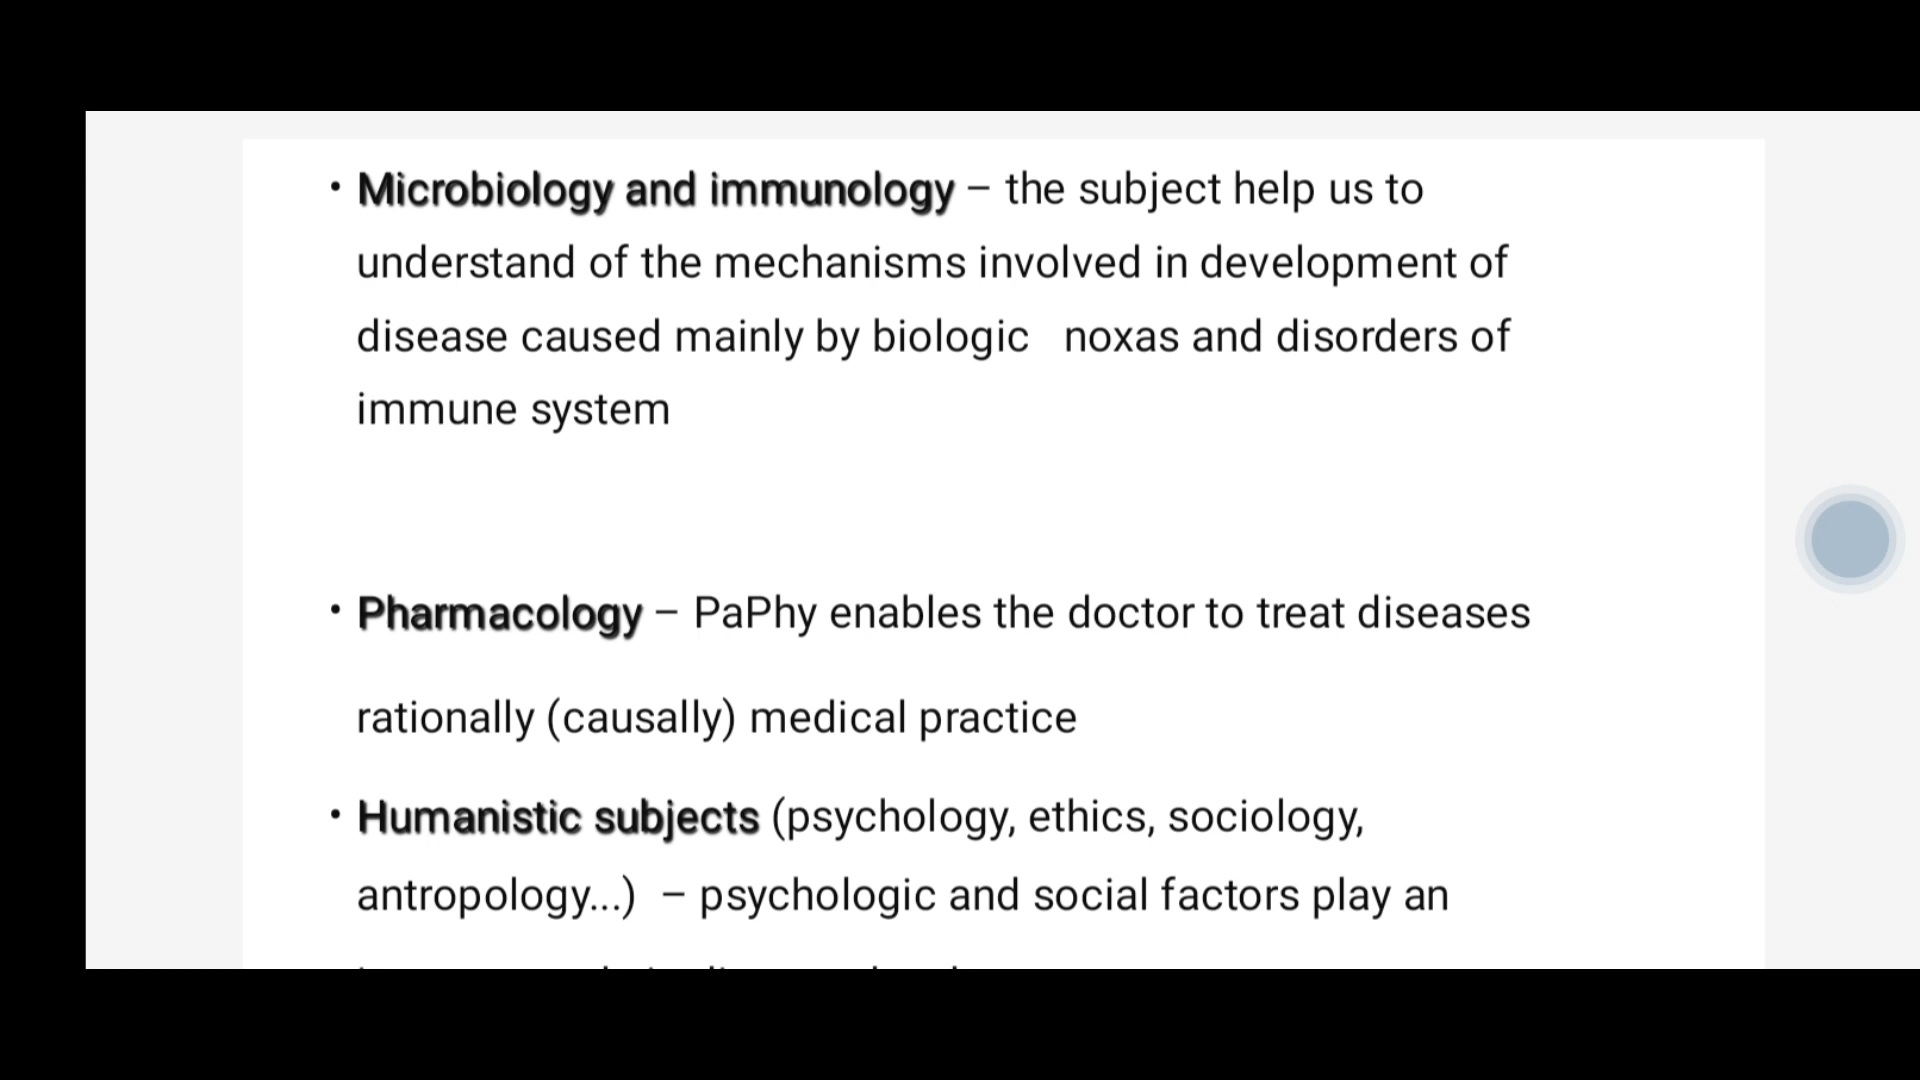 • Microbiology and immunology – the subject help us to
understand of the mechanisms involved in development of
disease caused mainly by biologic noxas and disorders of
immune system
• Pharmacology – PaPhy enables the doctor to treat diseases
rationally (causally) medical practice
• Humanistic subjects (psychology, ethics, sociology,
antropology...) – psychologic and social factors play an